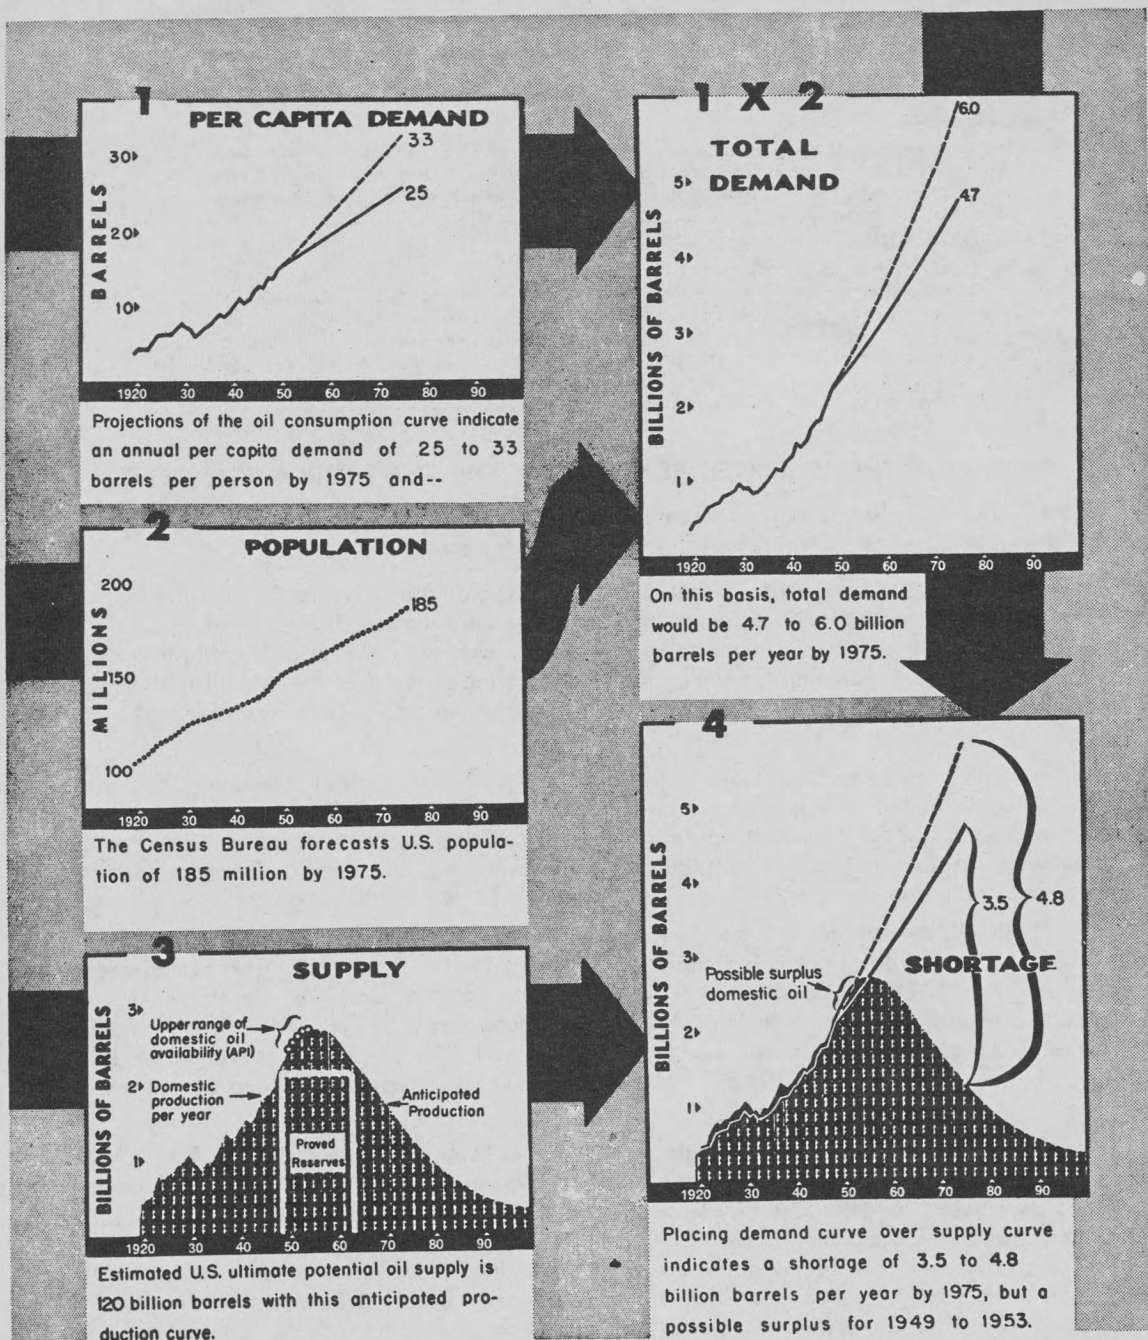 1
PER CAPITA DEMAND
33
25
30
20
10
BARRELS
1920 30 40 50 60 70 80 90
Projections of the oil consumption curve indicate
an annual per capita demand of 25 to 33
barrels per person by 1975 and--
2
POPULATION
200
150
100
MILLIONS
185
1920 30 40 50 60 70 80 90
The Census Bureau forecasts U.S. popula-
tion of 185 million by 1975.
3
SUPPLY
3
2
1
BILLIONS OF BARRELS
Upper range of
domestic oil
availability (API)
Domestic
production
per year
Anticipated
Production
Proved
Reserves
1920 30 40 50 60 70 80 90
Estimated U.S. ultimate potential oil supply is
120 billion barrels with this anticipated pro-
duction curve.
1 X 2
TOTAL
DEMAND
6.0
4.7
5
4
3
2
1
BILLIONS OF BARRELS
1920 30 40 50 60 70 80 90
On this basis, total demand
would be 4.7 to 6.0 billion
barrels per year by 1975.
4
5
4
3
2
1
BILLIONS OF BARRELS
3.5
4.8
SHORTAGE
Possible surplus
domestic oil
1920 30 40 50 60 70 80 90
Placing demand curve over supply curve
indicates a shortage of 3.5 to 4.8
billion barrels per year by 1975, but a
possible surplus for 1949 to 1953.